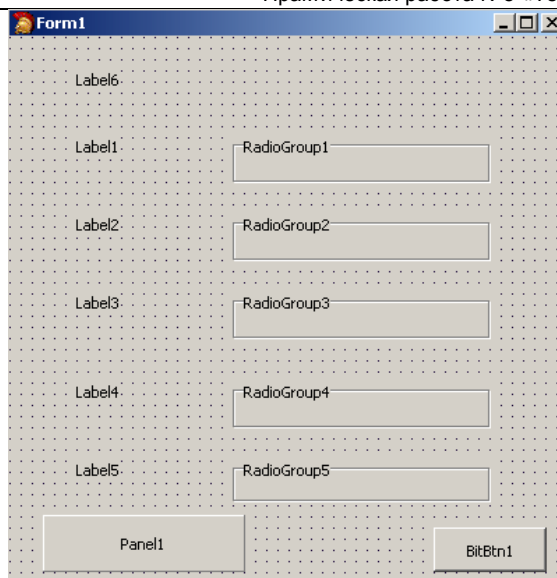 Form1
Label6
Label1 RadioGroup1
Label2 RadioGroup2
Label3 RadioGroup3
Label4 RadioGroup4
Label5 RadioGroup5
Panel1 BitBtn1